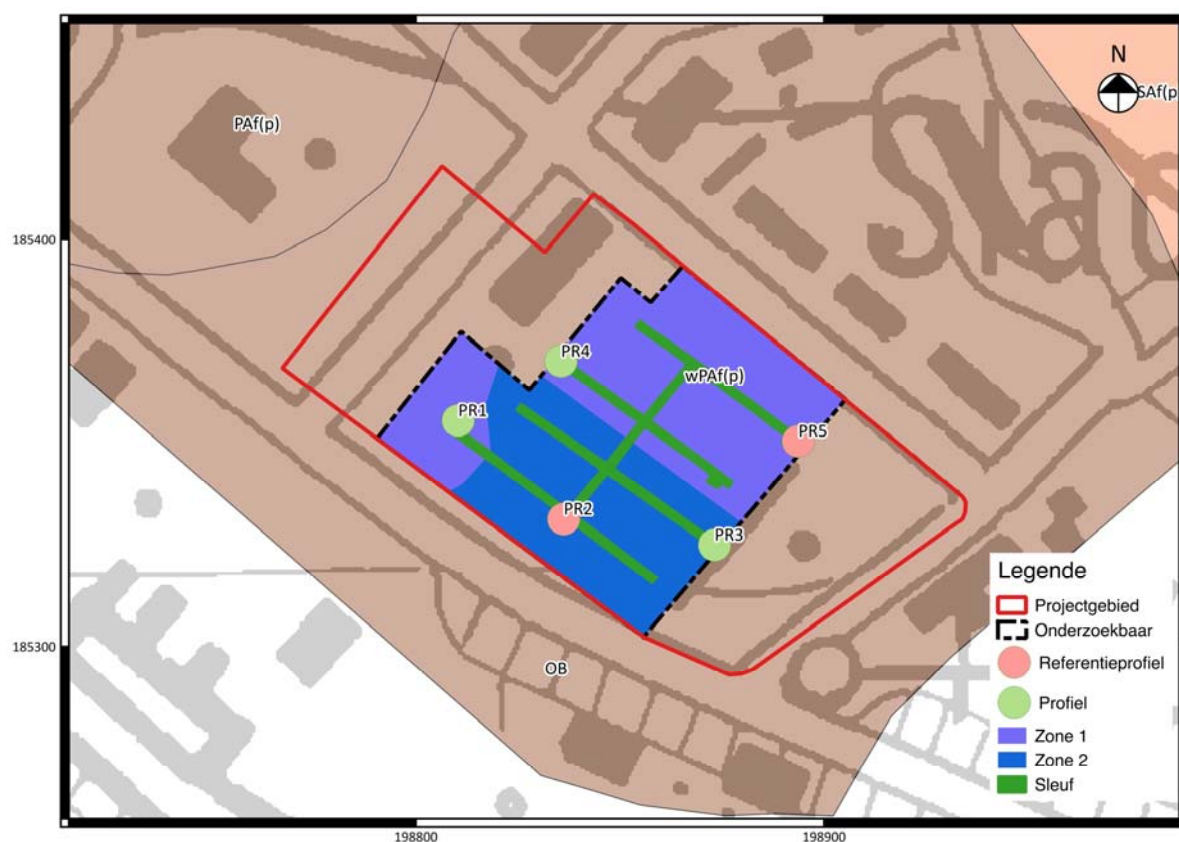 N
SAf(p
PAf(p)
185400
PR4
wPAf(p)
PR1
PR5
PR2
PR3
185300
OB
Legende
Projectgebied
Onderzoekbaar
Referentieprofiel
Profiel
Zone 1
Zone 2
Sleuf
198800
198900